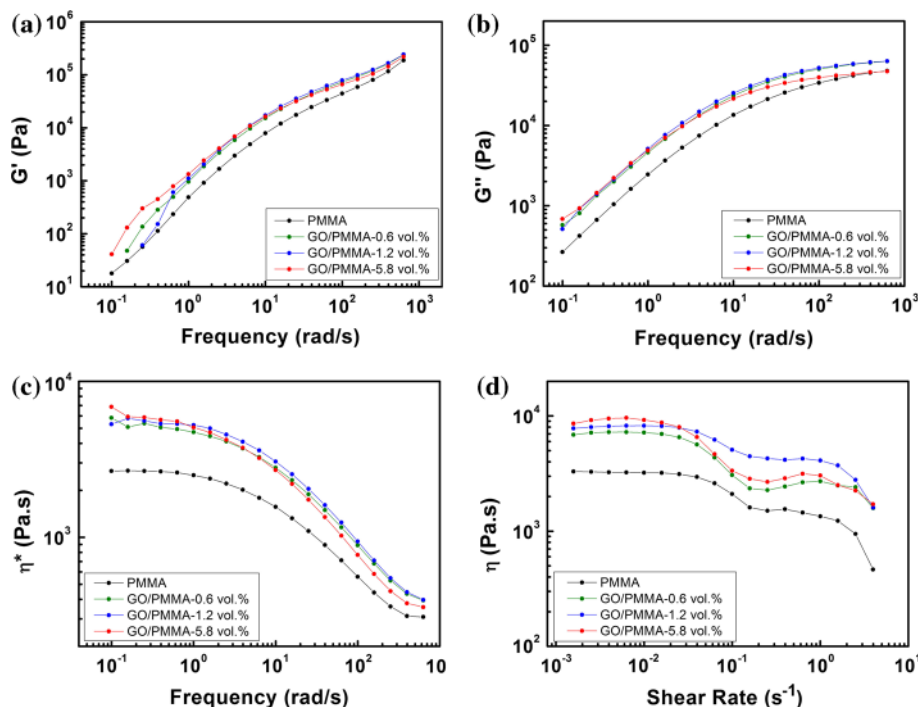 (a)
10^6
10^5
10^4
10^3
10^2
10^1
G' (Pa)
10^-1 10^0 10^1 10^2 10^3
Frequency (rad/s)
PMMA
GO/PMMA-0.6 vol.%
GO/PMMA-1.2 vol.%
GO/PMMA-5.8 vol.%
(b)
10^5
10^4
10^3
10^2
G'' (Pa)
10^-1 10^0 10^1 10^2 10^3
Frequency (rad/s)
PMMA
GO/PMMA-0.6 vol.%
GO/PMMA-1.2 vol.%
GO/PMMA-5.8 vol.%
(c)
10^4
10^3
η* (Pa.s)
10^-1 10^0 10^1 10^2
Frequency (rad/s)
PMMA
GO/PMMA-0.6 vol.%
GO/PMMA-1.2 vol.%
GO/PMMA-5.8 vol.%
(d)
10^4
10^3
10^2
η (Pa.s)
10^-3 10^-2 10^-1 10^0 10^1
Shear Rate (s^-1)
PMMA
GO/PMMA-0.6 vol.%
GO/PMMA-1.2 vol.%
GO/PMMA-5.8 vol.%